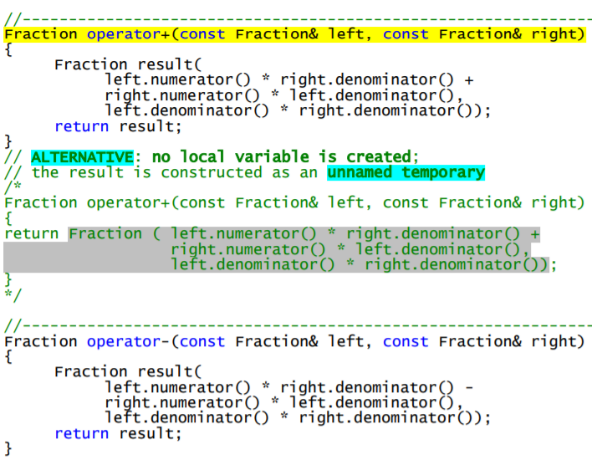 //------------------------------------------------------------------
Fraction operator+(const Fraction& left, const Fraction& right)
{
      Fraction result(
            left.numerator() * right.denominator() +
            right.numerator() * left.denominator(),
            left.denominator() * right.denominator());
      return result;
}
// ALTERNATIVE: no local variable is created;
// the result is constructed as an unnamed temporary
/*
Fraction operator+(const Fraction& left, const Fraction& right)
{
return Fraction ( left.numerator() * right.denominator() +
                  right.numerator() * left.denominator(),
                  left.denominator() * right.denominator());
}
*/
//------------------------------------------------------------------
Fraction operator-(const Fraction& left, const Fraction& right)
{
      Fraction result(
            left.numerator() * right.denominator() -
            right.numerator() * left.denominator(),
            left.denominator() * right.denominator());
      return result;
}